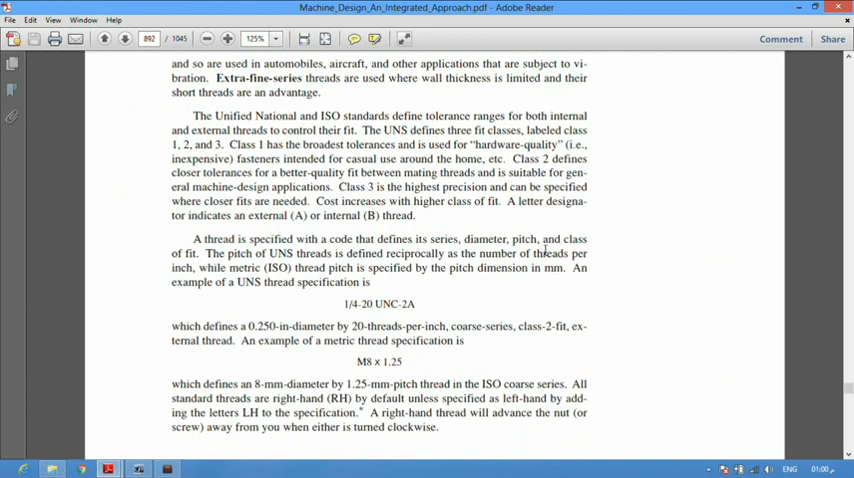 Machine_Design_An_Integrated_Approach.pdf - Adobe Reader
File Edit View Window Help
892 / 1045 125% Comment Share
and so are used in automobiles, aircraft, and other applications that are subject to vi-
bration. Extra-fine-series threads are used where wall thickness is limited and their
short threads are an advantage.
The Unified National and ISO standards define tolerance ranges for both internal
and external threads to control their fit. The UNS defines three fit classes, labeled class
1, 2, and 3. Class 1 has the broadest tolerances and is used for “hardware-quality” (i.e.,
inexpensive) fasteners intended for casual use around the home, etc. Class 2 defines
closer tolerances for a better-quality fit between mating threads and is suitable for gen-
eral machine-design applications. Class 3 is the highest precision and can be specified
where closer fits are needed. Cost increases with higher class of fit. A letter designa-
tor indicates an external (A) or internal (B) thread.
A thread is specified with a code that defines its series, diameter, pitch, and class
of fit. The pitch of UNS threads is defined reciprocally as the number of threads per
inch, while metric (ISO) thread pitch is specified by the pitch dimension in mm. An
example of a UNS thread specification is
1/4-20 UNC-2A
which defines a 0.250-in-diameter by 20-threads-per-inch, coarse-series, class-2-fit, ex-
ternal thread. An example of a metric thread specification is
M8 x 1.25
which defines an 8-mm-diameter by 1.25-mm-pitch thread in the ISO coarse series. All
standard threads are right-hand (RH) by default unless specified as left-hand by add-
ing the letters LH to the specification.* A right-hand thread will advance the nut (or
screw) away from you when either is turned clockwise.
ENG 01:00 م